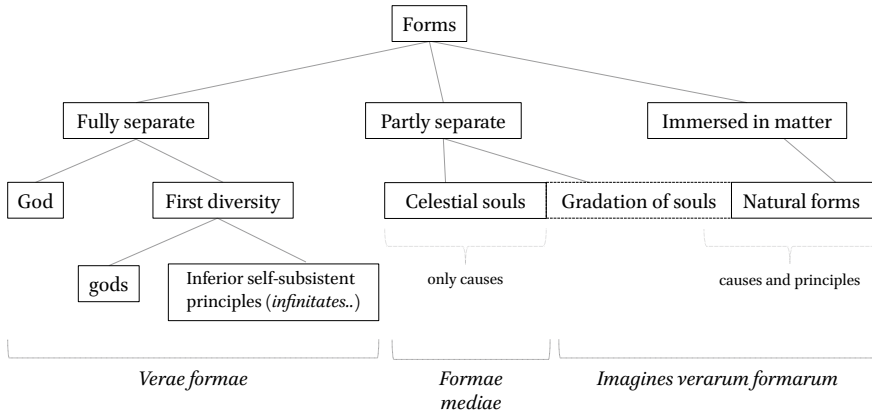 Forms
Fully separate
Partly separate
Immersed in matter
God
First diversity
Celestial souls
Gradation of souls
Natural forms
gods
Inferior self-subsistent
principles (infinitates..)
only causes
causes and principles
Verae formae
Formae
mediae
Imagines verarum formarum